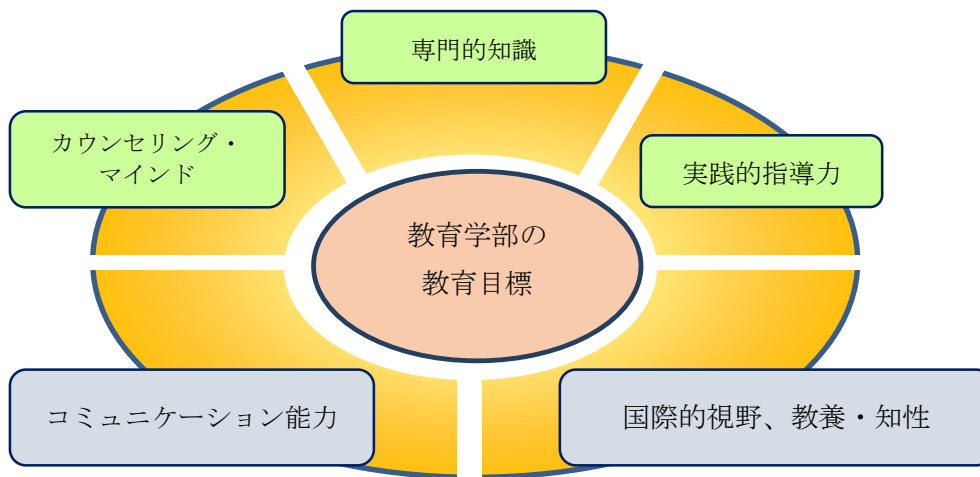 専門的知識
カウンセリング・
マインド
実践的指導力
教育学部の
教育目標
コミュニケーション能力
国際的視野、教養・知性